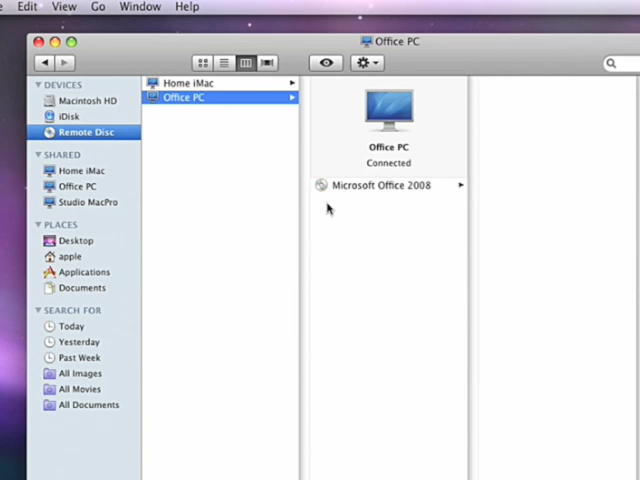 Edit View Go Window Help
Office PC
DEVICES
Macintosh HD
iDisk
Remote Disc
SHARED
Home iMac
Office PC
Studio MacPro
PLACES
Desktop
apple
Applications
Documents
SEARCH FOR
Today
Yesterday
Past Week
All Images
All Movies
All Documents
Home iMac
Office PC
Office PC
Connected
Microsoft Office 2008